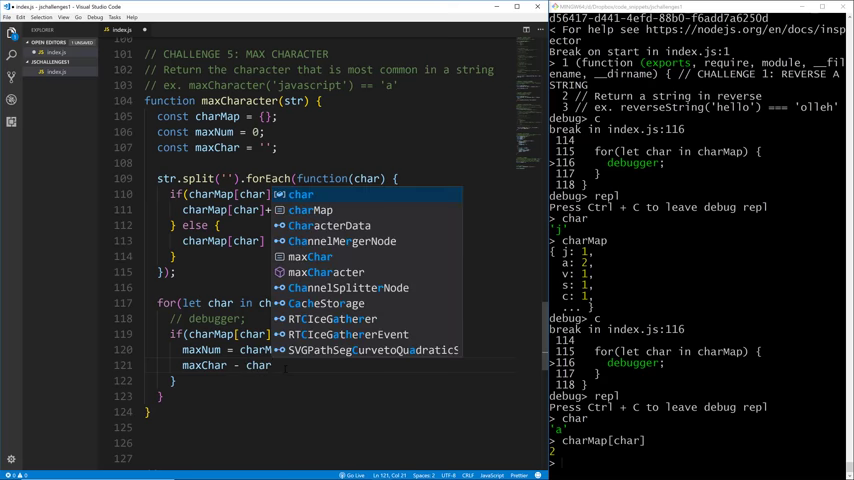 index.js - jschallenges1 - Visual Studio Code
File Edit Selection View Go Debug Tasks Help
EXPLORER
OPEN EDITORS 1 UNSAVED
index.js
JSCHALLENGES1
index.js
index.js
100
101 // CHALLENGE 5: MAX CHARACTER
102 // Return the character that is most common in a string
103 // ex. maxCharacter('javascript') == 'a'
104 function maxCharacter(str) {
105 const charMap = {};
106 const maxNum = 0;
107 const maxChar = '';
108
109 str.split('').forEach(function(char) {
110 if(charMap[char]
111 charMap[char]+
112 } else {
113 charMap[char]
114 }
115 });
116
117 for(let char in ch
118 // debugger;
119 if(charMap[char]
120 maxNum = charM
121 maxChar - char
122 }
123 }
124 }
125
126
127
char
charMap
CharacterData
ChannelMergerNode
maxChar
maxCharacter
ChannelSplitterNode
CacheStorage
RTCIceGatherer
RTCIceGathererEvent
SVGPathSegCurvetoQuadraticS
0 0 Go Live Ln 121, Col 21 Spaces: 2 UTF-8 CRLF JavaScript Prettier
MINGW64:/d/Dropbox/code_snippets/jschallenges1
d56417-d441-4efd-88b0-f6add7a6250d
< For help see https://nodejs.org/en/docs/insp
ector
Break on start in index.js:1
> 1 (function (exports, require, module, __fil
ename, __dirname) { // CHALLENGE 1: REVERSE A
STRING
2 // Return a string in reverse
3 // ex. reverseString('hello') === 'olleh'
debug> c
break in index.js:116
114
115 for(let char in charMap) {
>116 debugger;
117 }
118 }
debug> repl
Press Ctrl + C to leave debug repl
> char
'j'
> charMap
{ j: 1,
a: 2,
v: 1,
s: 1,
c: 1,
... }
debug> c
break in index.js:116
114
115 for(let char in charMap) {
>116 debugger;
117 }
118 }
debug> repl
Press Ctrl + C to leave debug repl
> char
'a'
> charMap[char]
2
>